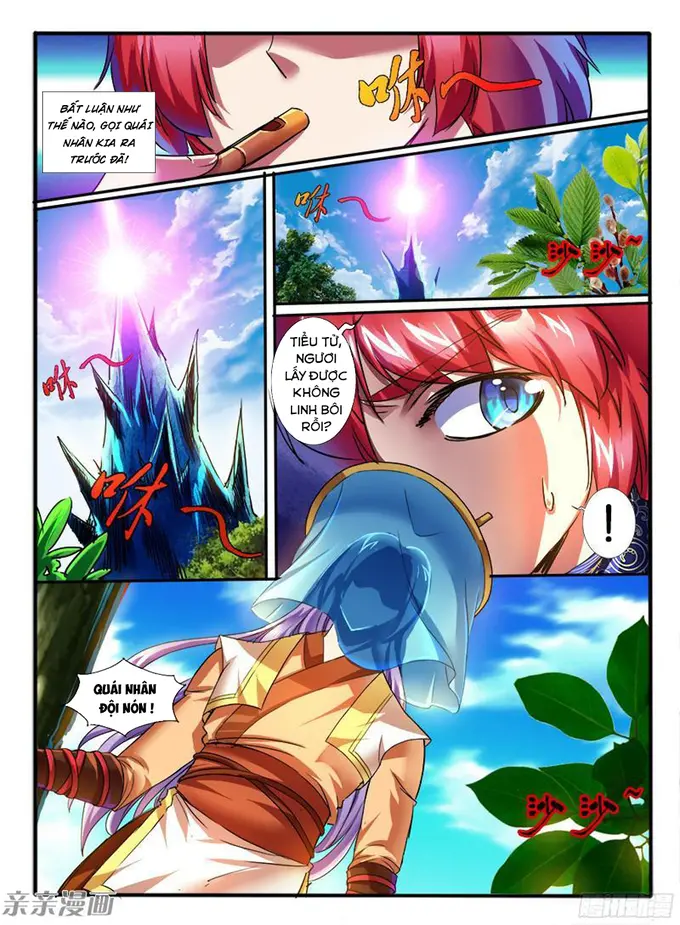 BẤT LUẬN NHƯ
THẾ NÀO, GỌI QUÁI
NHÂN KIA RA
TRƯỚC ĐÃ!
咻~
咻~
沙沙~
咻~
咻~
TIỂU TỬ,
NGƯƠI
LẤY ĐƯỢC
KHÔNG
LINH BÔI
RỒI?
!
QUÁI NHÂN
ĐỘI NÓN !
沙沙~
亲亲漫画